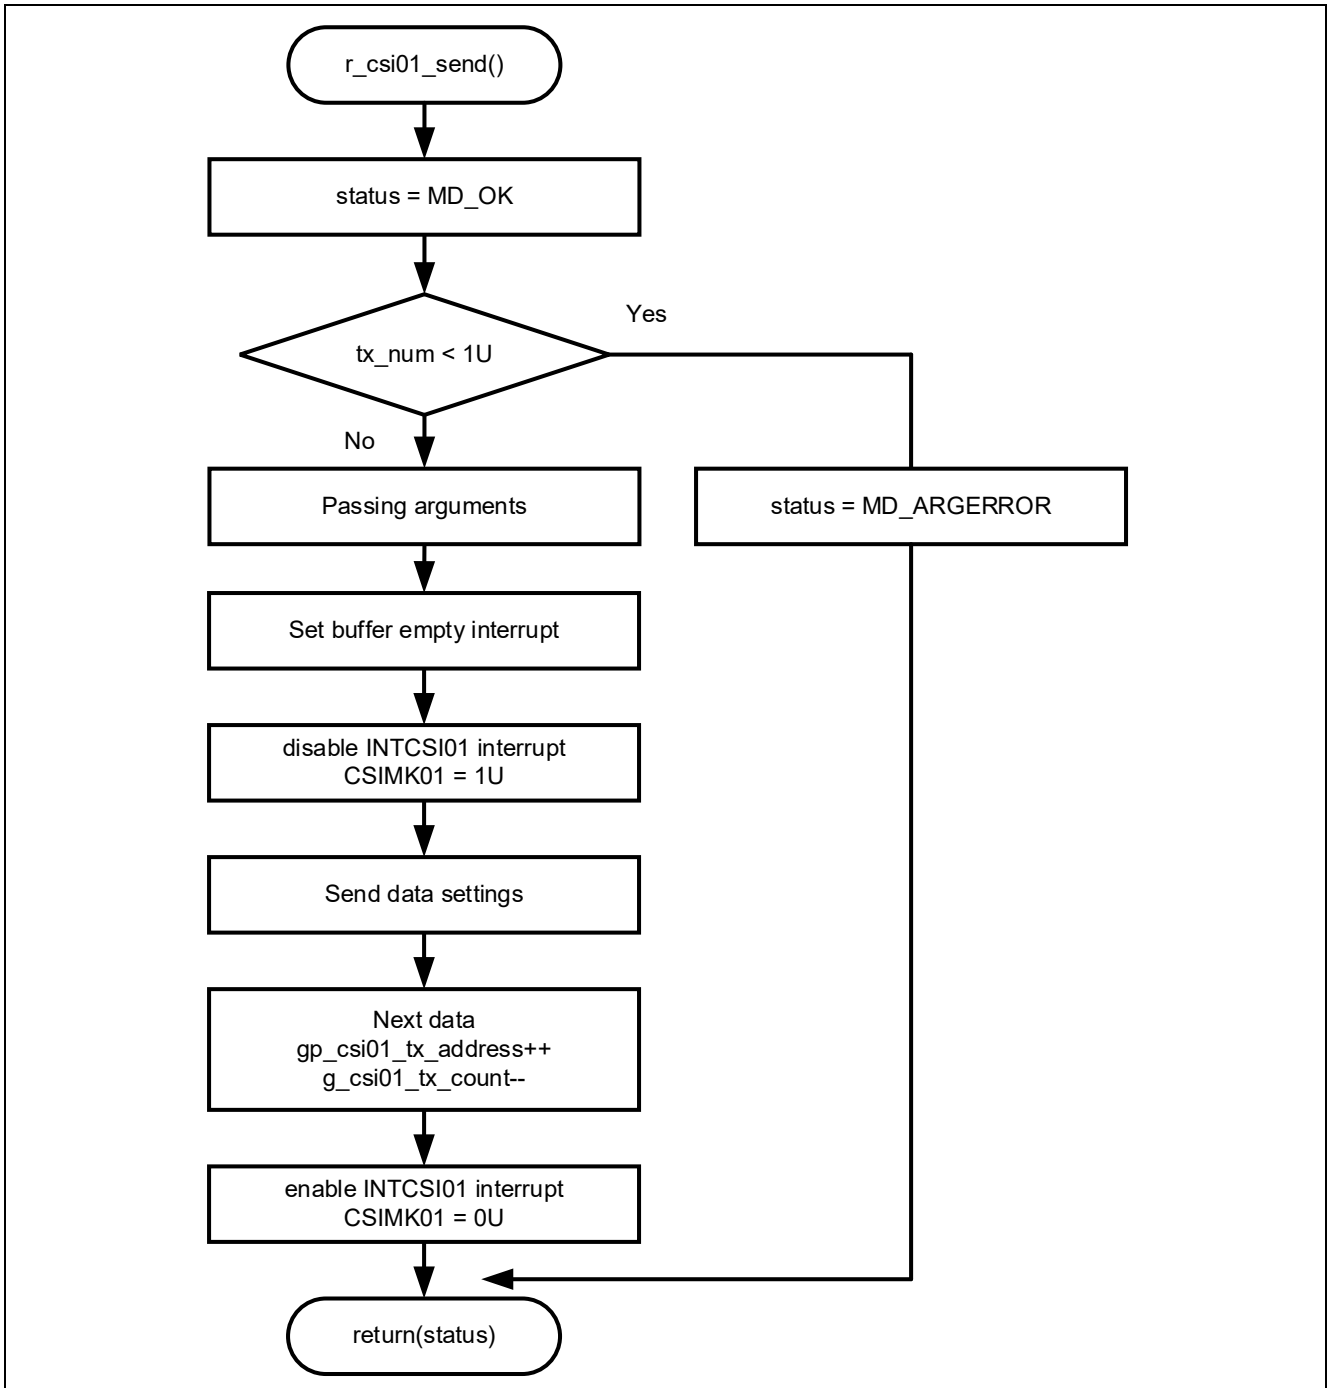 r_csi01_send()
status = MD_OK
Yes
tx_num < 1U
No
Passing arguments
status = MD_ARGERROR
Set buffer empty interrupt
disable INTCSI01 interrupt
CSIMK01 = 1U
Send data settings
Next data
gp_csi01_tx_address++
g_csi01_tx_count--
enable INTCSI01 interrupt
CSIMK01 = 0U
return(status)